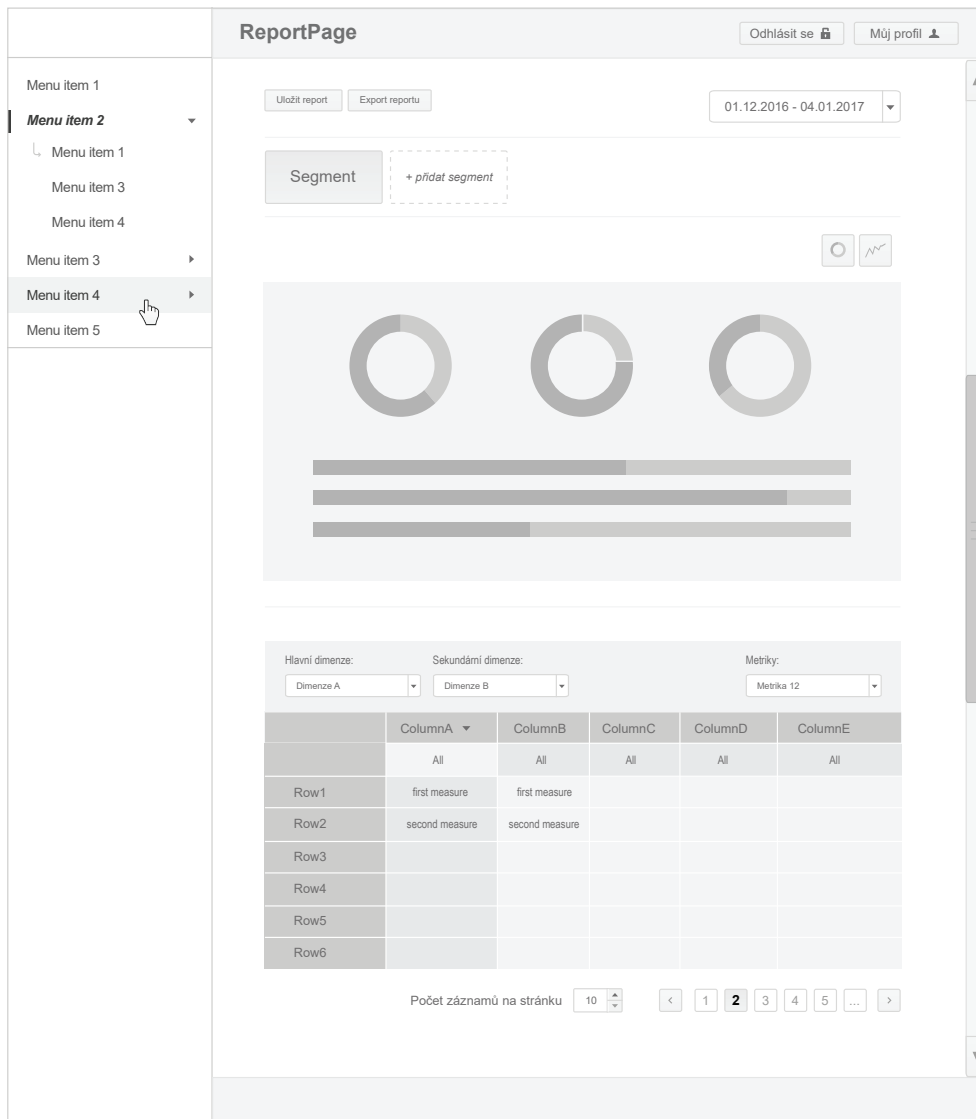 ReportPage
Odhlásit se
Můj profil
Menu item 1
Menu item 2
Menu item 1
Menu item 3
Menu item 4
Menu item 3
Menu item 4
Menu item 5
Uložit report
Export reportu
01.12.2016 - 04.01.2017
Segment
+ přidat segment
Hlavní dimenze:
Sekundární dimenze:
Metriky:
Dimenze A
Dimenze B
Metrika 12
ColumnA ColumnB ColumnC ColumnD ColumnE
All All All All All
Row1 first measure first measure
Row2 second measure second measure
Row3
Row4
Row5
Row6
Počet záznamů na stránku 10 < 1 2 3 4 5 ... >